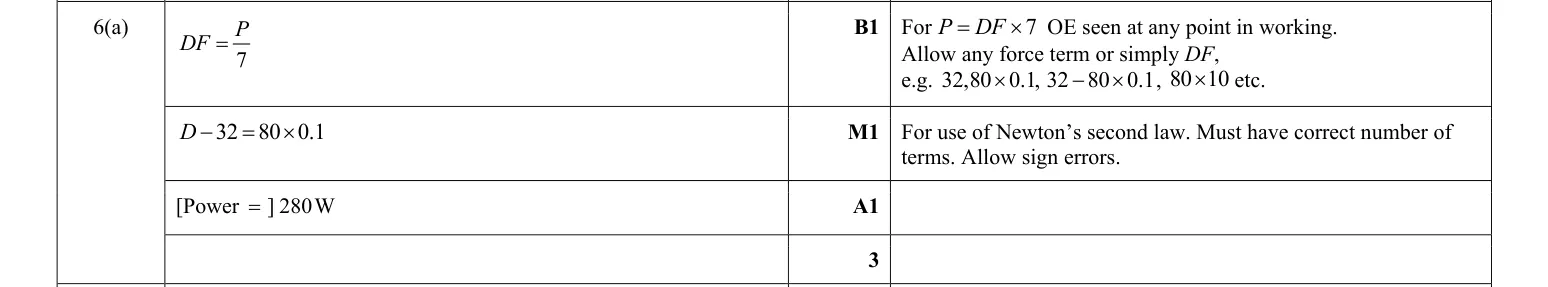 6(a)
DF = P/7
B1
For P = DF × 7 OE seen at any point in working.
Allow any force term or simply DF,
e.g. 32,80 × 0.1, 32 − 80 × 0.1, 80 × 10 etc.
D − 32 = 80 × 0.1
M1
For use of Newton’s second law. Must have correct number of
terms. Allow sign errors.
[Power = ] 280 W
A1
3